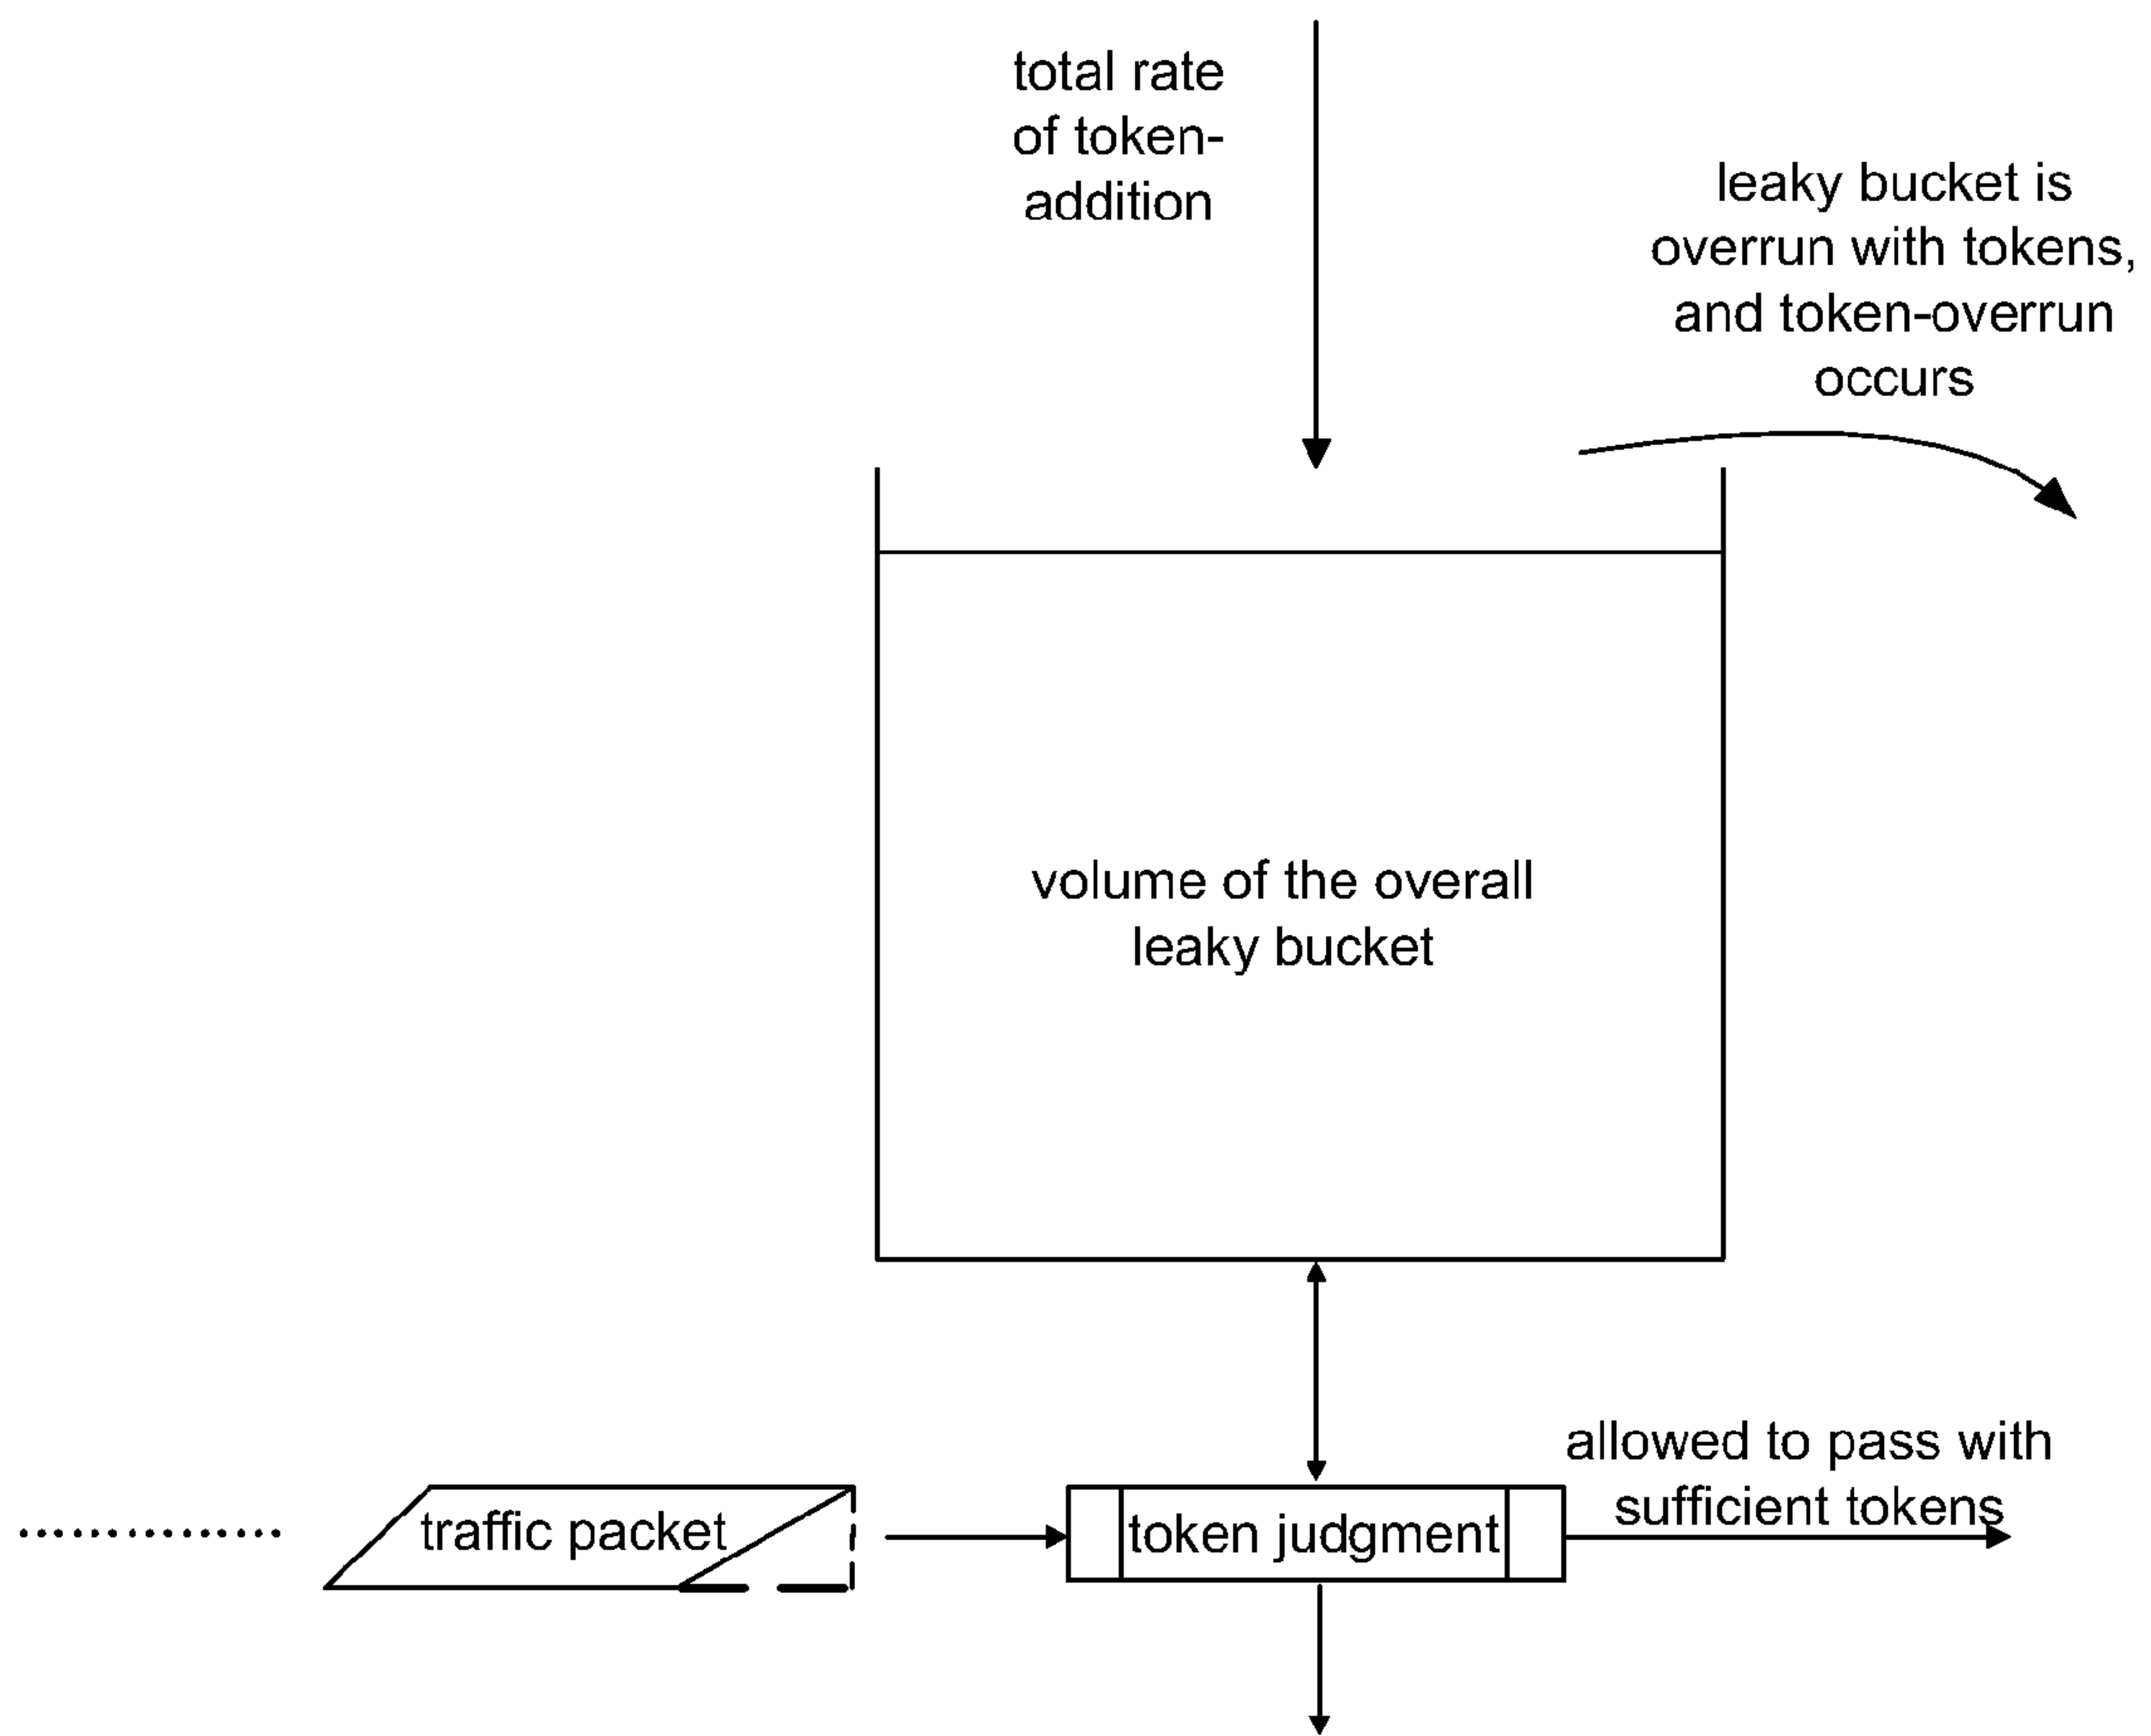 total rate
of token-
addition
leaky bucket is
overrun with tokens,
and token-overrun
occurs
volume of the overall
leaky bucket
allowed to pass with
sufficient tokens
traffic packet
token judgment